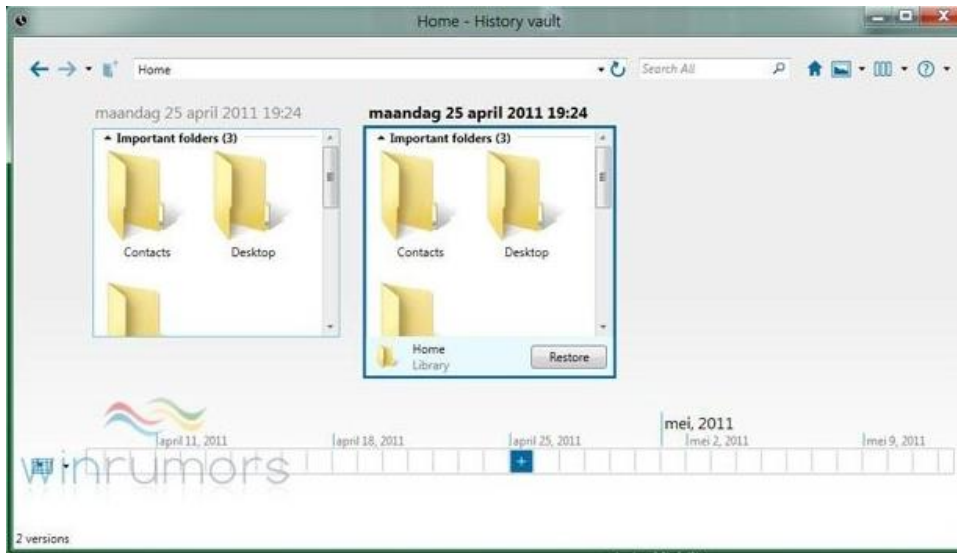 Home - History vault
Home
Search All
maandag 25 april 2011 19:24
Important folders (3)
Contacts
Desktop
maandag 25 april 2011 19:24
Important folders (3)
Contacts
Desktop
Home
Library
Restore
mei, 2011
april 11, 2011
april 18, 2011
april 25, 2011
mei 2, 2011
mei 9, 2011
winrumors
2 versions